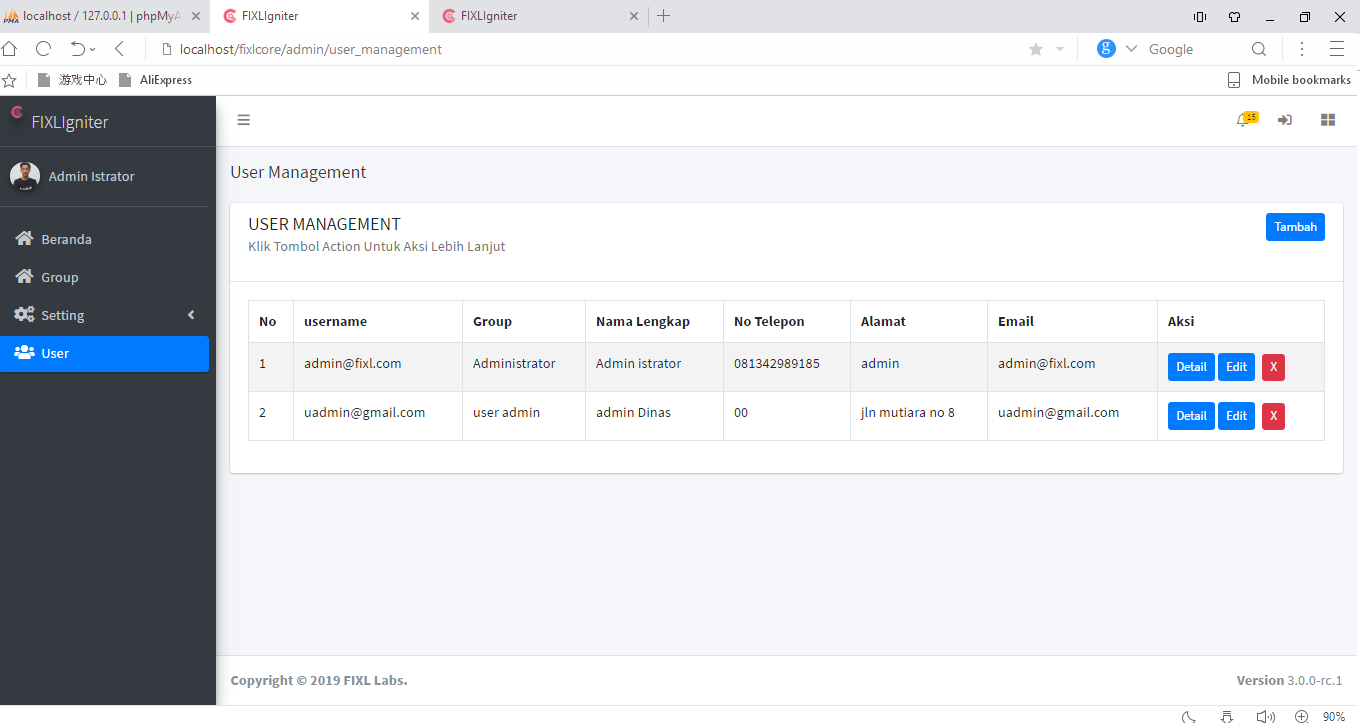 localhost / 127.0.0.1 | phpMyA
FIXLIgniter
FIXLIgniter
localhost/fixlcore/admin/user_management
Google
游戏中心
AliExpress
Mobile bookmarks
FIXLIgniter
15
Admin Istrator
User Management
Beranda
Group
Setting
User
USER MANAGEMENT
Tambah
Klik Tombol Action Untuk Aksi Lebih Lanjut
No username Group Nama Lengkap No Telepon Alamat Email Aksi
1 admin@fixl.com Administrator Admin istrator 081342989185 admin admin@fixl.com Detail Edit X
2 uadmin@gmail.com user admin admin Dinas 00 jln mutiara no 8 uadmin@gmail.com Detail Edit X
Copyright © 2019 FIXL Labs. Version 3.0.0-rc.1
90%